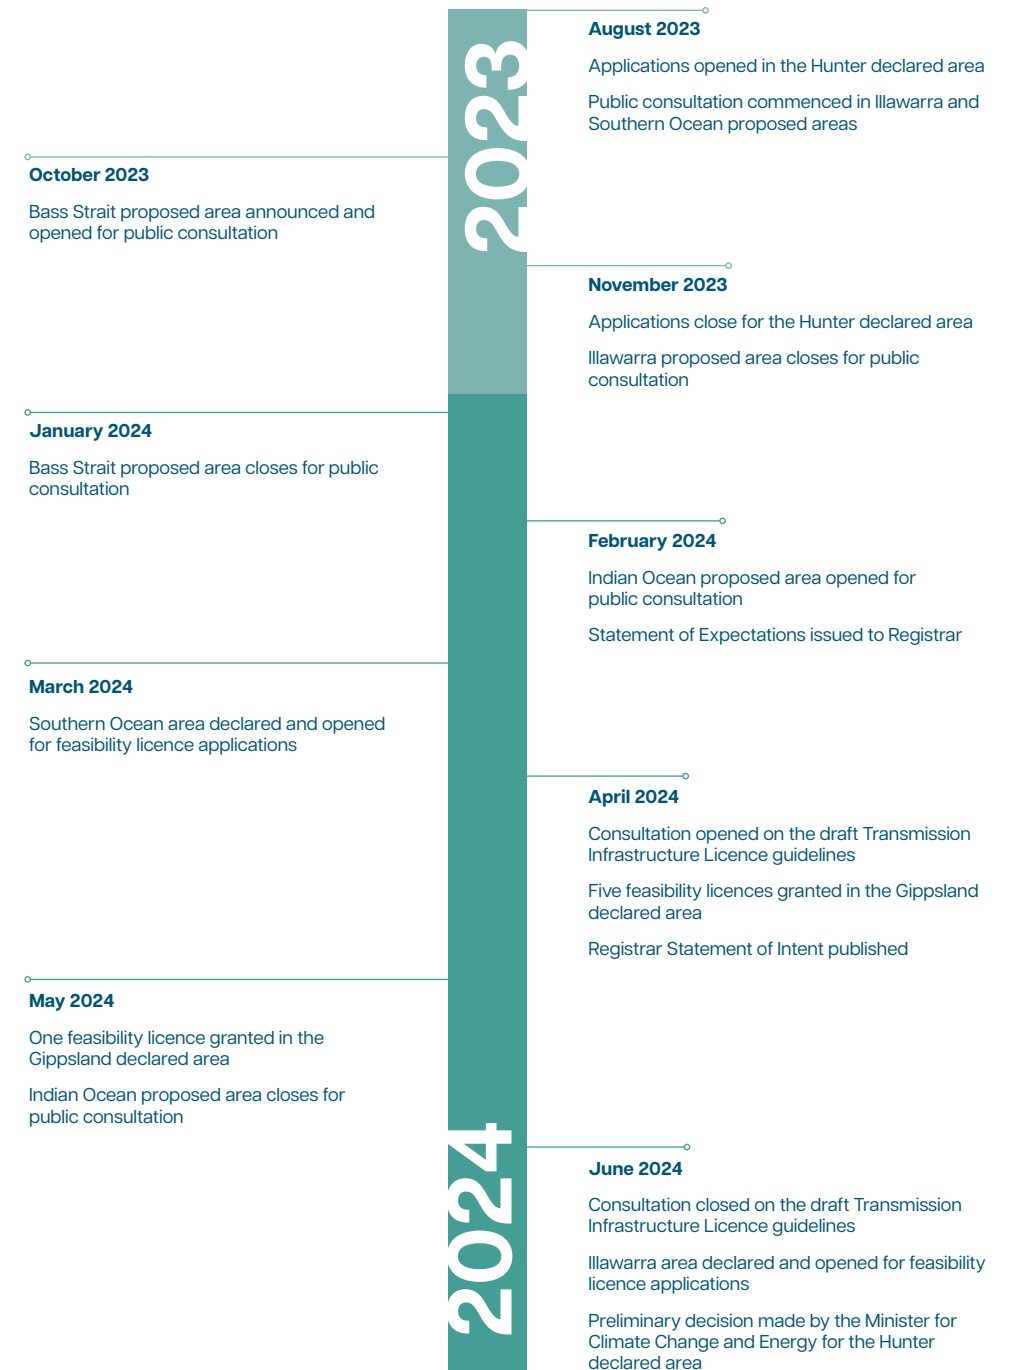 2023
August 2023
Applications opened in the Hunter declared area
Public consultation commenced in Illawarra and
Southern Ocean proposed areas
October 2023
Bass Strait proposed area announced and
opened for public consultation
November 2023
Applications close for the Hunter declared area
Illawarra proposed area closes for public
consultation
January 2024
Bass Strait proposed area closes for public
consultation
February 2024
Indian Ocean proposed area opened for
public consultation
Statement of Expectations issued to Registrar
March 2024
Southern Ocean area declared and opened
for feasibility licence applications
April 2024
Consultation opened on the draft Transmission
Infrastructure Licence guidelines
Five feasibility licences granted in the Gippsland
declared area
Registrar Statement of Intent published
May 2024
One feasibility licence granted in the
Gippsland declared area
Indian Ocean proposed area closes for
public consultation
2024
June 2024
Consultation closed on the draft Transmission
Infrastructure Licence guidelines
Illawarra area declared and opened for feasibility
licence applications
Preliminary decision made by the Minister for
Climate Change and Energy for the Hunter
declared area